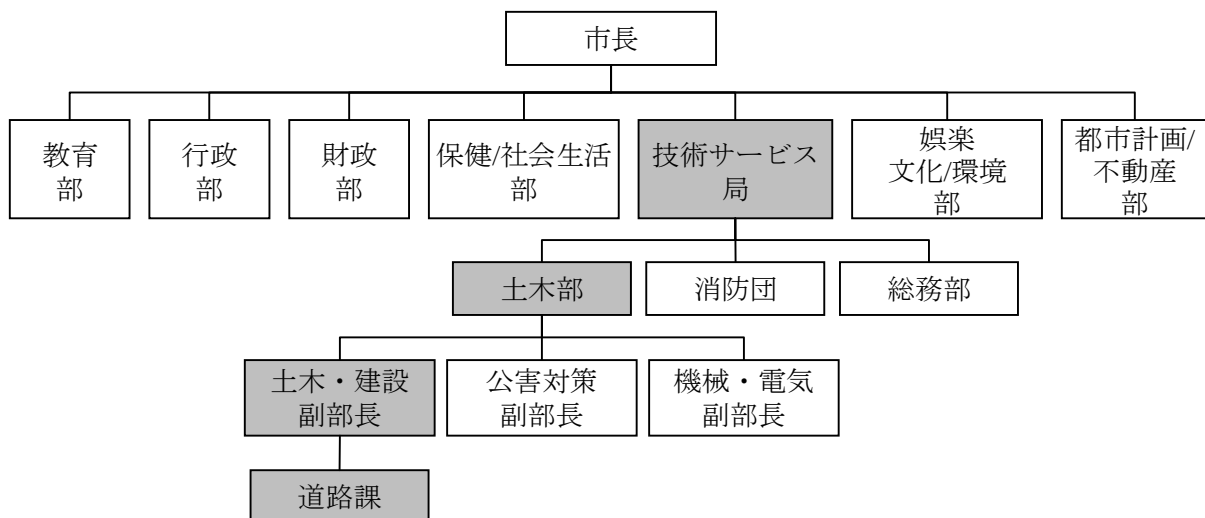 市長
教育
部
行政
部
財政
部
保健/社会生活
部
技術サービス
局
娯楽
文化/環境
部
都市計画/
不動産
部
土木部
消防団
総務部
土木・建設
副部長
公害対策
副部長
機械・電気
副部長
道路課